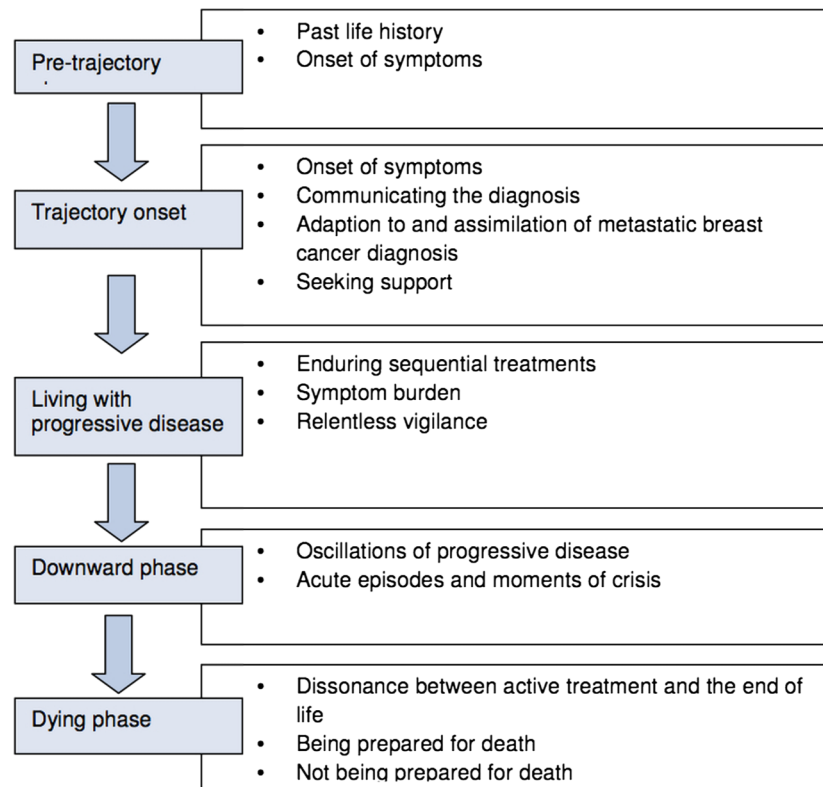 Pre-trajectory
• Past life history
• Onset of symptoms
Trajectory onset
• Onset of symptoms
• Communicating the diagnosis
• Adaption to and assimilation of metastatic breast
cancer diagnosis
• Seeking support
Living with
progressive disease
• Enduring sequential treatments
• Symptom burden
• Relentless vigilance
Downward phase
• Oscillations of progressive disease
• Acute episodes and moments of crisis
Dying phase
• Dissonance between active treatment and the end of
life
• Being prepared for death
• Not being prepared for death